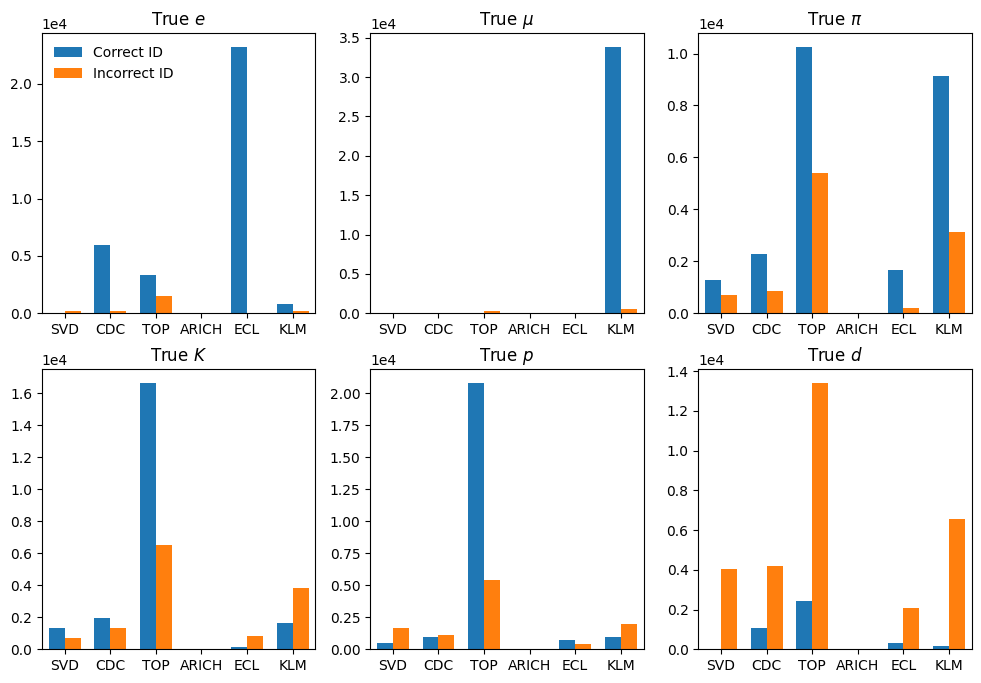 True e
1e4
Correct ID
Incorrect ID
2.0
1.5
1.0
0.5
0.0
SVD CDC TOP ARICH ECL KLM
True μ
1e4
3.5
3.0
2.5
2.0
1.5
1.0
0.5
0.0
SVD CDC TOP ARICH ECL KLM
True π
1e4
1.0
0.8
0.6
0.4
0.2
0.0
SVD CDC TOP ARICH ECL KLM
True K
1e4
1.6
1.4
1.2
1.0
0.8
0.6
0.4
0.2
0.0
SVD CDC TOP ARICH ECL KLM
True p
1e4
2.00
1.75
1.50
1.25
1.00
0.75
0.50
0.25
0.00
SVD CDC TOP ARICH ECL KLM
True d
1e4
1.4
1.2
1.0
0.8
0.6
0.4
0.2
0.0
SVD CDC TOP ARICH ECL KLM